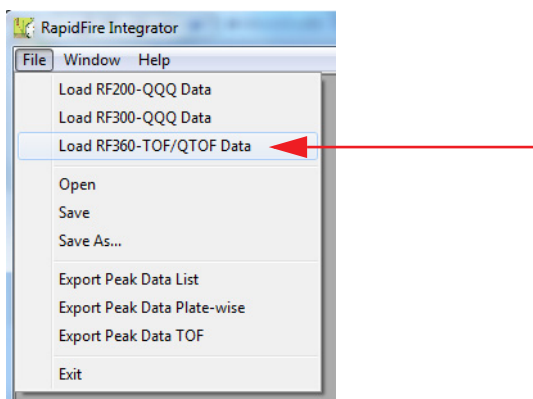 RapidFire Integrator
File Window Help
Load RF200-QQQ Data
Load RF300-QQQ Data
Load RF360-TOF/QTOF Data
Open
Save
Save As...
Export Peak Data List
Export Peak Data Plate-wise
Export Peak Data TOF
Exit